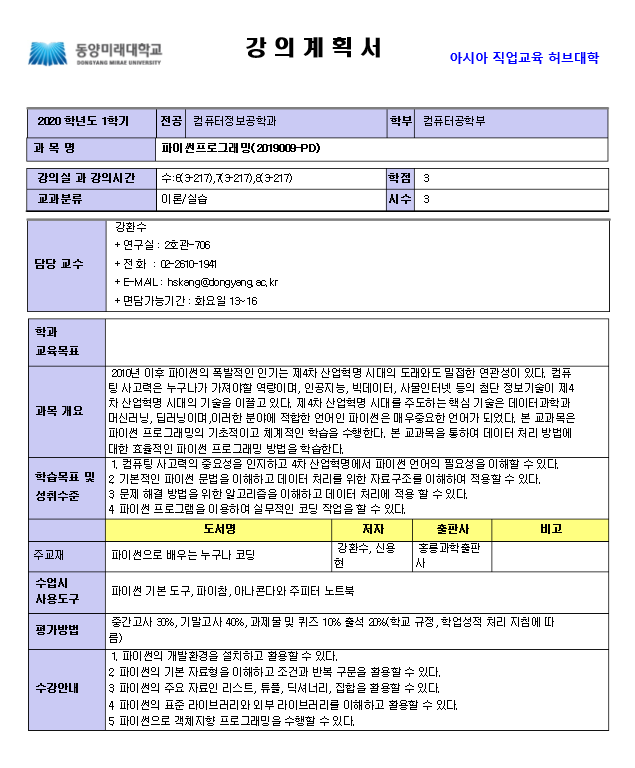 동양미래대학교
DONGYANG MIRAE UNIVERSITY
강의계획서
아시아 직업교육 허브대학
2020 학년도 1학기 전공 컴퓨터정보공학과 학부 컴퓨터공학부
과 목 명 파이썬프로그래밍(2019009-PD)
강의실 과 강의시간 수:6(3-217),7(3-217),8(3-217) 학점 3
교과분류 이론/실습 시수 3
담당 교수
강환수
+ 연구실 : 2호관-706
+ 전화 : 02-2610-1941
+ E-MAIL : hskang@dongyang.ac.kr
+ 면담가능기간 : 화요일 13~16
학과
교육목표
과목 개요
2010년 이후 파이썬의 폭발적인 인기는 제4차 산업혁명 시대의 도래와도 밀접한 연관성이 있다. 컴퓨
팅 사고력은 누구나가 가져야할 역량이며, 인공지능, 빅데이터, 사물인터넷 등의 첨단 정보기술이 제4
차 산업혁명 시대의 기술을 이끌고 있다. 제4차 산업혁명 시대를 주도하는 핵심 기술은 데이터과학과
머신러닝, 딥러닝이며,이러한 분야에 적합한 언어인 파이썬은 매우중요한 언어가 되었다. 본 교과목은
파이썬 프로그래밍의 기초적이고 체계적인 학습을 수행한다. 본 교과목을 통하여 데이터 처리 방법에
대한 효율적인 파이썬 프로그래밍 방법을 학습한다.
학습목표 및
성취수준
1. 컴퓨팅 사고력의 중요성을 인지하고 4차 산업혁명에서 파이썬 언어의 필요성을 이해할 수 있다.
2 기본적인 파이썬 문법을 이해하고 데이터 처리를 위한 자료구조를 이해하여 적용할 수 있다.
3 문제 해결 방법을 위한 알고리즘을 이해하고 데이터 처리에 적용 할 수 있다.
4 파이썬 프로그램을 이용하여 실무적인 코딩 작업을 할 수 있다.
도서명 저자 출판사 비고
주교재 파이썬으로 배우는 누구나 코딩 강환수, 신용현 홍릉과학출판사
수업시
사용도구
파이썬 기본 도구, 파이참, 아나콘다와 주피터 노트북
평가방법
중간고사 30%, 기말고사 40%, 과제물 및 퀴즈 10% 출석 20%(학교 규정, 학업성적 처리 지침에 따
름)
수강안내
1. 파이썬의 개발환경을 설치하고 활용할 수 있다.
2 파이썬의 기본 자료형을 이해하고 조건과 반복 구문을 활용할 수 있다.
3 파이썬의 주요 자료인 리스트, 튜플, 딕셔너리, 집합을 활용할 수 있다.
4 파이썬의 표준 라이브러리와 외부 라이브러리를 이해하고 활용할 수 있다.
5 파이썬으로 객체지향 프로그래밍을 수행할 수 있다.